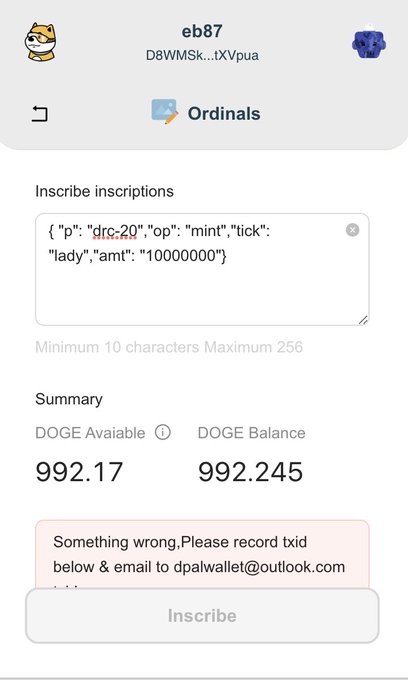 eb87
D8WMSk...tXVpua
Ordinals
Inscribe inscriptions
{ "p": "drc-20","op": "mint","tick":
"lady","amt": "10000000"}
Minimum 10 characters Maximum 256
Summary
DOGE Avaiable
DOGE Balance
992.17
992.245
Something wrong,Please record txid
below & email to dpalwallet@outlook.com
Inscribe